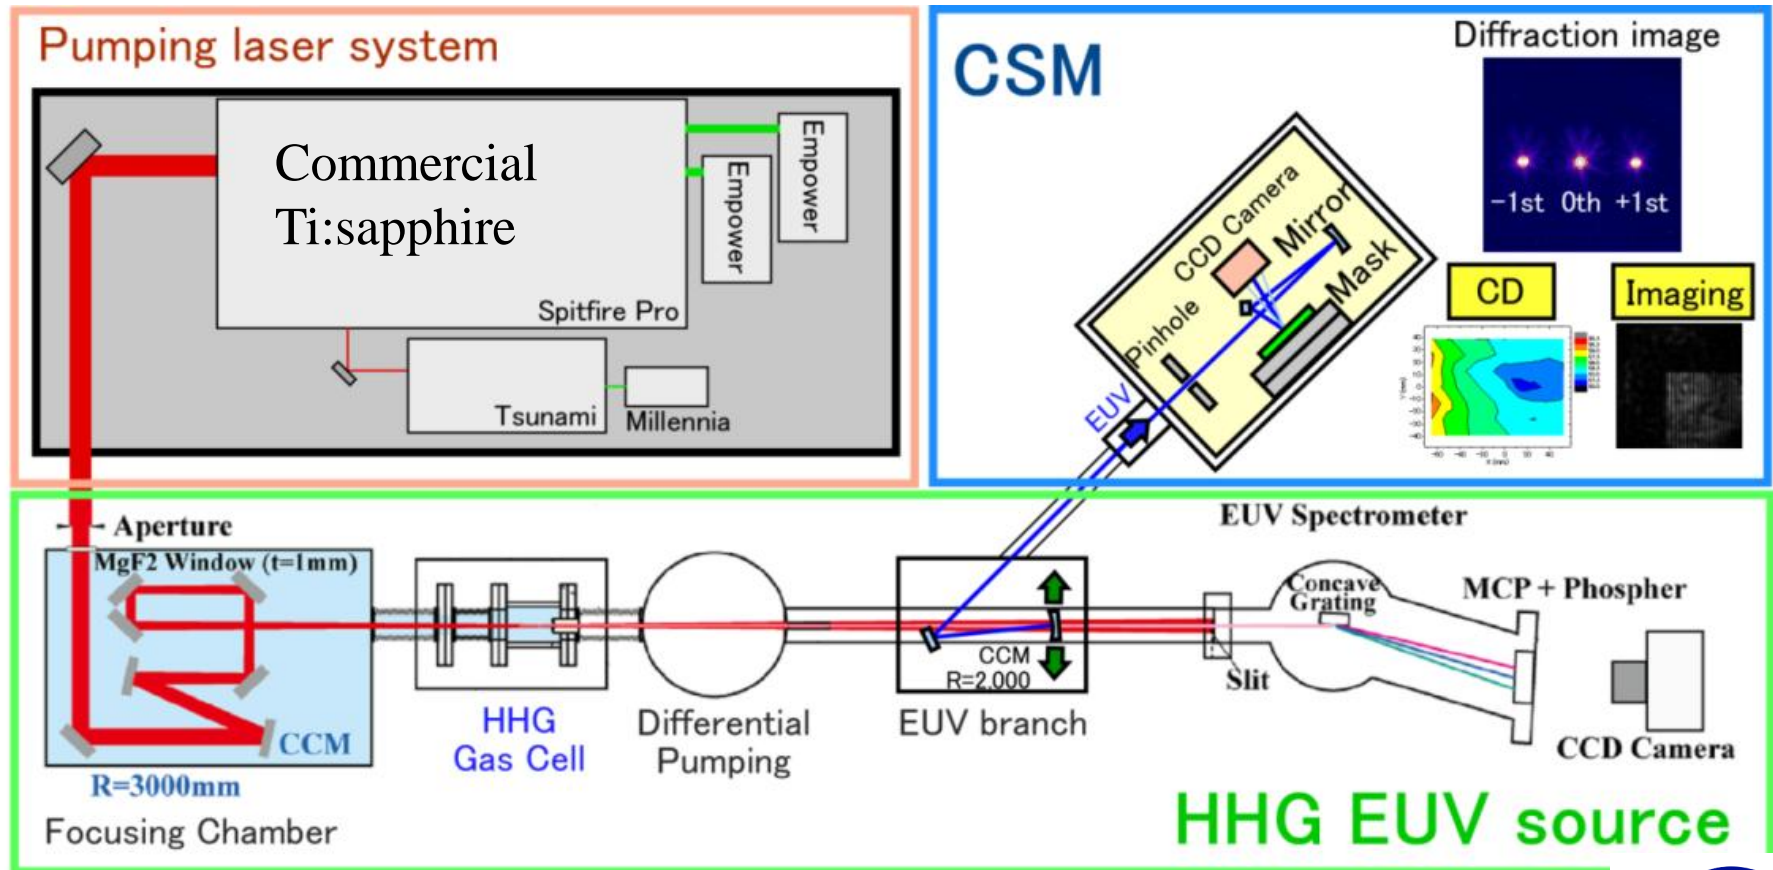 Pumping laser system
Commercial
Ti:sapphire
Spitfire Pro
Empower
Empower
Tsunami
Millennia
CSM
Diffraction image
-1st 0th +1st
CCD Camera
Mirror
Mask
Pinhole
EUV
CD
Imaging
Aperture
MgF2 Window (t=1mm)
CCM
R=3000mm
Focusing Chamber
HHG
Gas Cell
Differential
Pumping
CCM
R=2,000
EUV branch
EUV Spectrometer
Slit
Concave
Grating
MCP + Phospher
CCD Camera
HHG EUV source